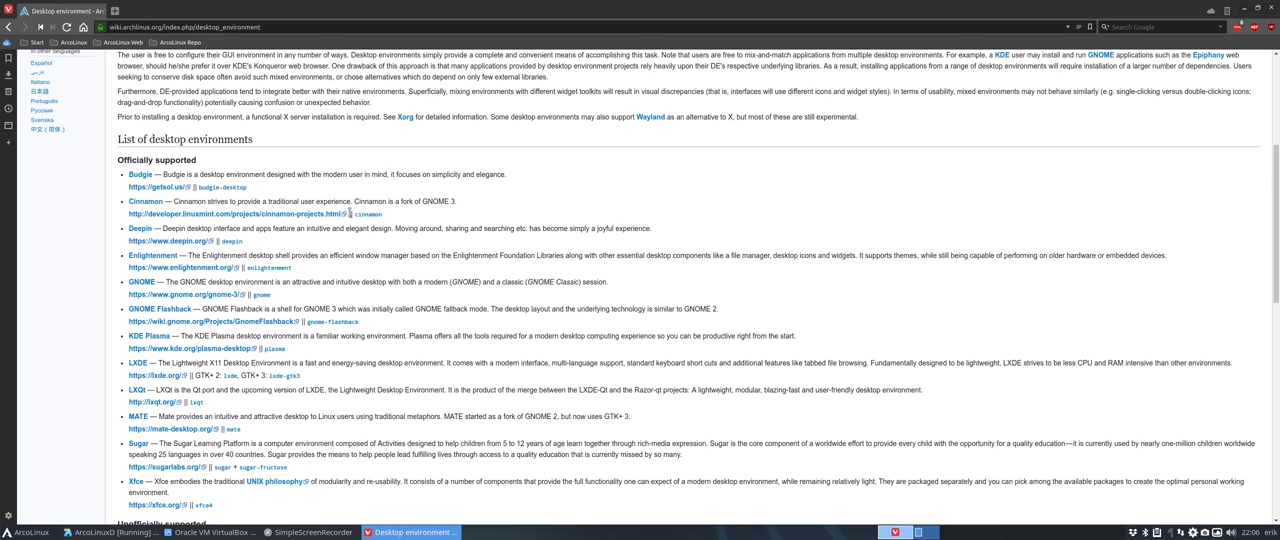 Desktop environment - Arc
wiki.archlinux.org/index.php/desktop_environment
Search Google
Start ArcoLinux ArcoLinux Web ArcoLinux Repo
In other languages
Español
فارسی
Italiano
日本語
Português
Русский
Svenska
中文（简体）
The user is free to configure their GUI environment in any number of ways. Desktop environments simply provide a complete and convenient means of accomplishing this task. Note that users are free to mix-and-match applications from multiple desktop environments. For example, a KDE user may install and run GNOME applications such as the Epiphany web
browser, should he/she prefer it over KDE's Konqueror web browser. One drawback of this approach is that many applications provided by desktop environment projects rely heavily upon their DE's respective underlying libraries. As a result, installing applications from a range of desktop environments will require installation of a larger number of dependencies. Users
seeking to conserve disk space often avoid such mixed environments, or chose alternatives which do depend on only few external libraries.
Furthermore, DE-provided applications tend to integrate better with their native environments. Superficially, mixing environments with different widget toolkits will result in visual discrepancies (that is, interfaces will use different icons and widget styles). In terms of usability, mixed environments may not behave similarly (e.g. single-clicking versus double-clicking icons;
drag-and-drop functionality) potentially causing confusion or unexpected behavior.
Prior to installing a desktop environment, a functional X server installation is required. See Xorg for detailed information. Some desktop environments may also support Wayland as an alternative to X, but most of these are still experimental.
List of desktop environments
Officially supported
• Budgie — Budgie is a desktop environment designed with the modern user in mind, it focuses on simplicity and elegance.
https://getsol.us/ || budgie-desktop
• Cinnamon — Cinnamon strives to provide a traditional user experience. Cinnamon is a fork of GNOME 3.
http://developer.linuxmint.com/projects/cinnamon-projects.html || cinnamon
• Deepin — Deepin desktop interface and apps feature an intuitive and elegant design. Moving around, sharing and searching etc. has become simply a joyful experience.
https://www.deepin.org/ || deepin
• Enlightenment — The Enlightenment desktop shell provides an efficient window manager based on the Enlightenment Foundation Libraries along with other essential desktop components like a file manager, desktop icons and widgets. It supports themes, while still being capable of performing on older hardware or embedded devices.
https://www.enlightenment.org/ || enlightenment
• GNOME — The GNOME desktop environment is an attractive and intuitive desktop with both a modern (GNOME) and a classic (GNOME Classic) session.
https://www.gnome.org/gnome-3/ || gnome
• GNOME Flashback — GNOME Flashback is a shell for GNOME 3 which was initially called GNOME fallback mode. The desktop layout and the underlying technology is similar to GNOME 2.
https://wiki.gnome.org/Projects/GnomeFlashback || gnome-flashback
• KDE Plasma — The KDE Plasma desktop environment is a familiar working environment. Plasma offers all the tools required for a modern desktop computing experience so you can be productive right from the start.
https://www.kde.org/plasma-desktop || plasma
• LXDE — The Lightweight X11 Desktop Environment is a fast and energy-saving desktop environment. It comes with a modern interface, multi-language support, standard keyboard short cuts and additional features like tabbed file browsing. Fundamentally designed to be lightweight, LXDE strives to be less CPU and RAM intensive than other environments.
https://lxde.org/ || GTK+ 2: lxde, GTK+ 3: lxde-gtk3
• LXQt — LXQt is the Qt port and the upcoming version of LXDE, the Lightweight Desktop Environment. It is the product of the merge between the LXDE-Qt and the Razor-qt projects: A lightweight, modular, blazing-fast and user-friendly desktop environment.
http://lxqt.org/ || lxqt
• MATE — Mate provides an intuitive and attractive desktop to Linux users using traditional metaphors. MATE started as a fork of GNOME 2, but now uses GTK+ 3.
https://mate-desktop.org/ || mate
• Sugar — The Sugar Learning Platform is a computer environment composed of Activities designed to help children from 5 to 12 years of age learn together through rich-media expression. Sugar is the core component of a worldwide effort to provide every child with the opportunity for a quality education—it is currently used by nearly one-million children worldwide
speaking 25 languages in over 40 countries. Sugar provides the means to help people lead fulfilling lives through access to a quality education that is currently missed by so many.
https://sugarlabs.org/ || sugar + sugar-fructose
• Xfce — Xfce embodies the traditional UNIX philosophy of modularity and re-usability. It consists of a number of components that provide the full functionality one can expect of a modern desktop environment, while remaining relatively light. They are packaged separately and you can pick among the available packages to create the optimal personal working
environment.
https://xfce.org/ || xfce4
Unofficially supported
ArcoLinux ArcoLinuxD [Running] ... Oracle VM VirtualBox ... SimpleScreenRecorder Desktop environment ... 22:06 erik